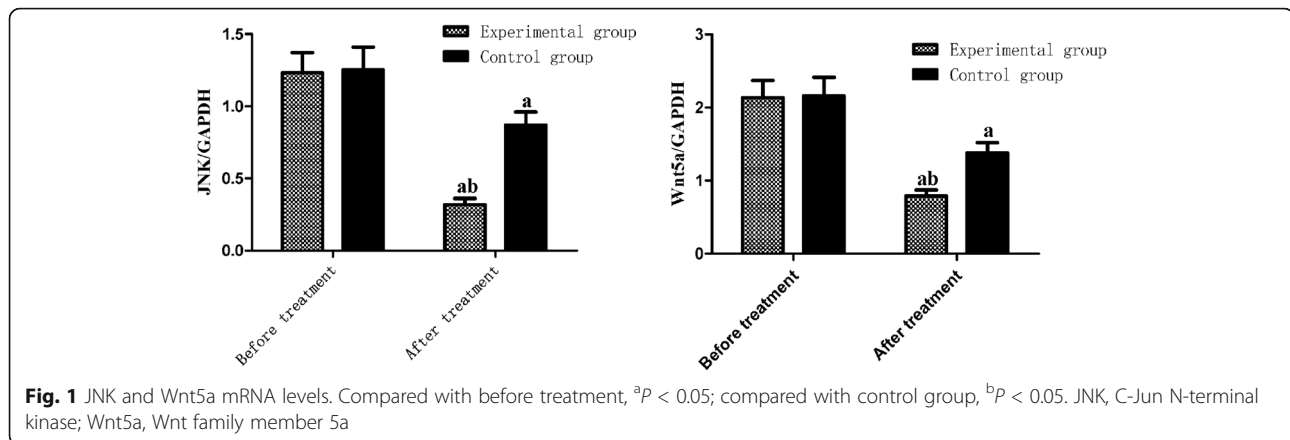 1.5
1.0
0.5
0.0
JNK/GAPDH
Experimental group
Control group
ab
a
Before treatment
After treatment
3
2
1
0
Wnt5a/GAPDH
Experimental group
Control group
ab
a
Before treatment
After treatment
Fig. 1 JNK and Wnt5a mRNA levels. Compared with before treatment, aP < 0.05; compared with control group, bP < 0.05. JNK, C-Jun N-terminal
kinase; Wnt5a, Wnt family member 5a